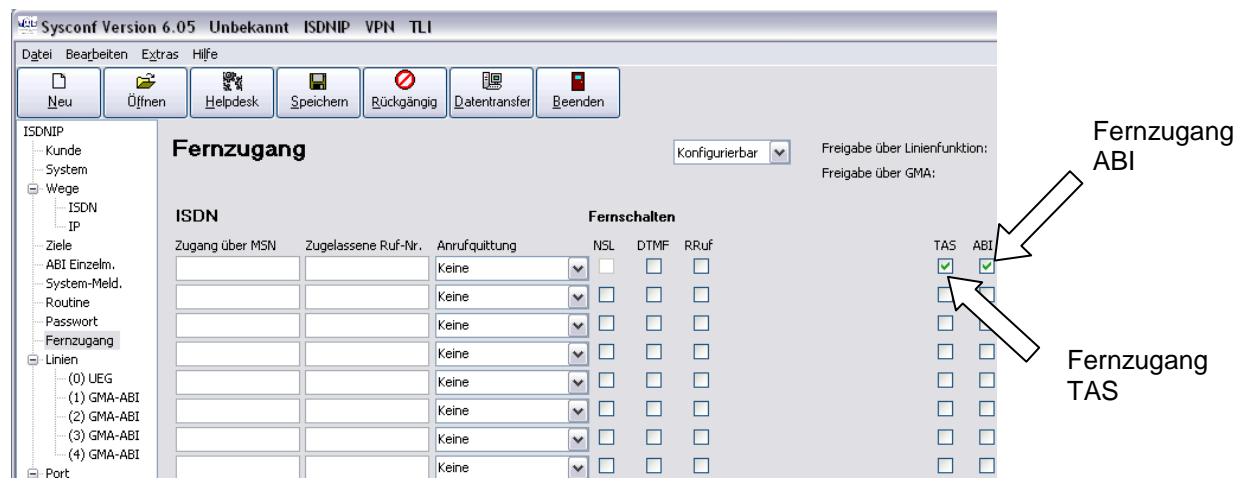 Sysconf Version 6.05 Unbekannt ISDNIP VPN TLI
Datei Bearbeiten Extras Hilfe
Neu Öffnen Helpdesk Speichern Rückgängig Datentransfer Beenden
ISDNIP
Kunde
System
Wege
ISDN
IP
Ziele
ABI Einzelm.
System-Meld.
Routine
Passwort
Fernzugang
Linien
(0) UEG
(1) GMA-ABI
(2) GMA-ABI
(3) GMA-ABI
(4) GMA-ABI
Port
Fernzugang
Konfigurierbar
Freigabe über Linienfunktion:
Freigabe über GMA:
ISDN
Fernschalten
Zugang über MSN Zugelassene Ruf-Nr. Anrufquittung NSL DTMF RRuf TAS ABI
Keine
Keine
Keine
Keine
Keine
Keine
Keine
Keine
Fernzugang
ABI
Fernzugang
TAS